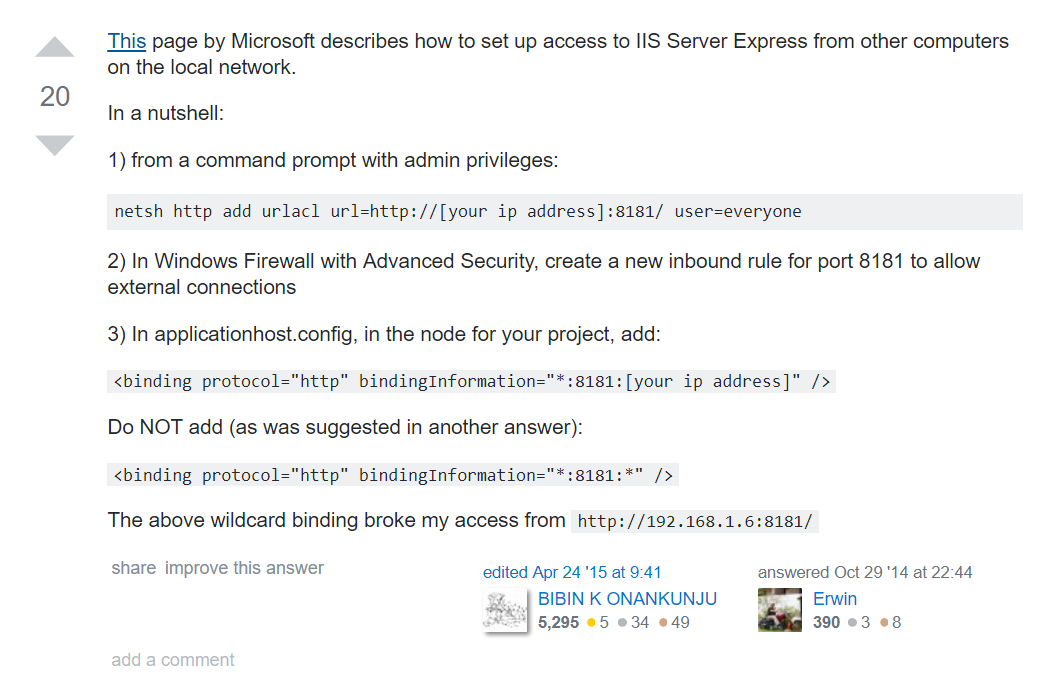 This page by Microsoft describes how to set up access to IIS Server Express from other computers
on the local network.
20
In a nutshell:
1) from a command prompt with admin privileges:
netsh http add urlacl url=http://[your ip address]:8181/ user=everyone
2) In Windows Firewall with Advanced Security, create a new inbound rule for port 8181 to allow
external connections
3) In applicationhost.config, in the node for your project, add:
<binding protocol="http" bindingInformation="*:8181:[your ip address]" />
Do NOT add (as was suggested in another answer):
<binding protocol="http" bindingInformation="*:8181:*" />
The above wildcard binding broke my access from http://192.168.1.6:8181/
share improve this answer
edited Apr 24 '15 at 9:41
BIBIN K ONANKUNJU
5,295 ●5 ●34 ●49
answered Oct 29 '14 at 22:44
Erwin
390 ●3 ●8
add a comment